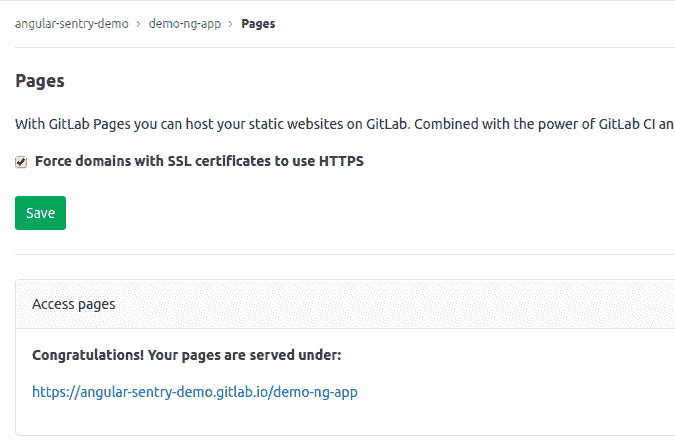 angular-sentry-demo > demo-ng-app > Pages
Pages
With GitLab Pages you can host your static websites on GitLab. Combined with the power of GitLab CI an
Force domains with SSL certificates to use HTTPS
Save
Access pages
Congratulations! Your pages are served under:
https://angular-sentry-demo.gitlab.io/demo-ng-app